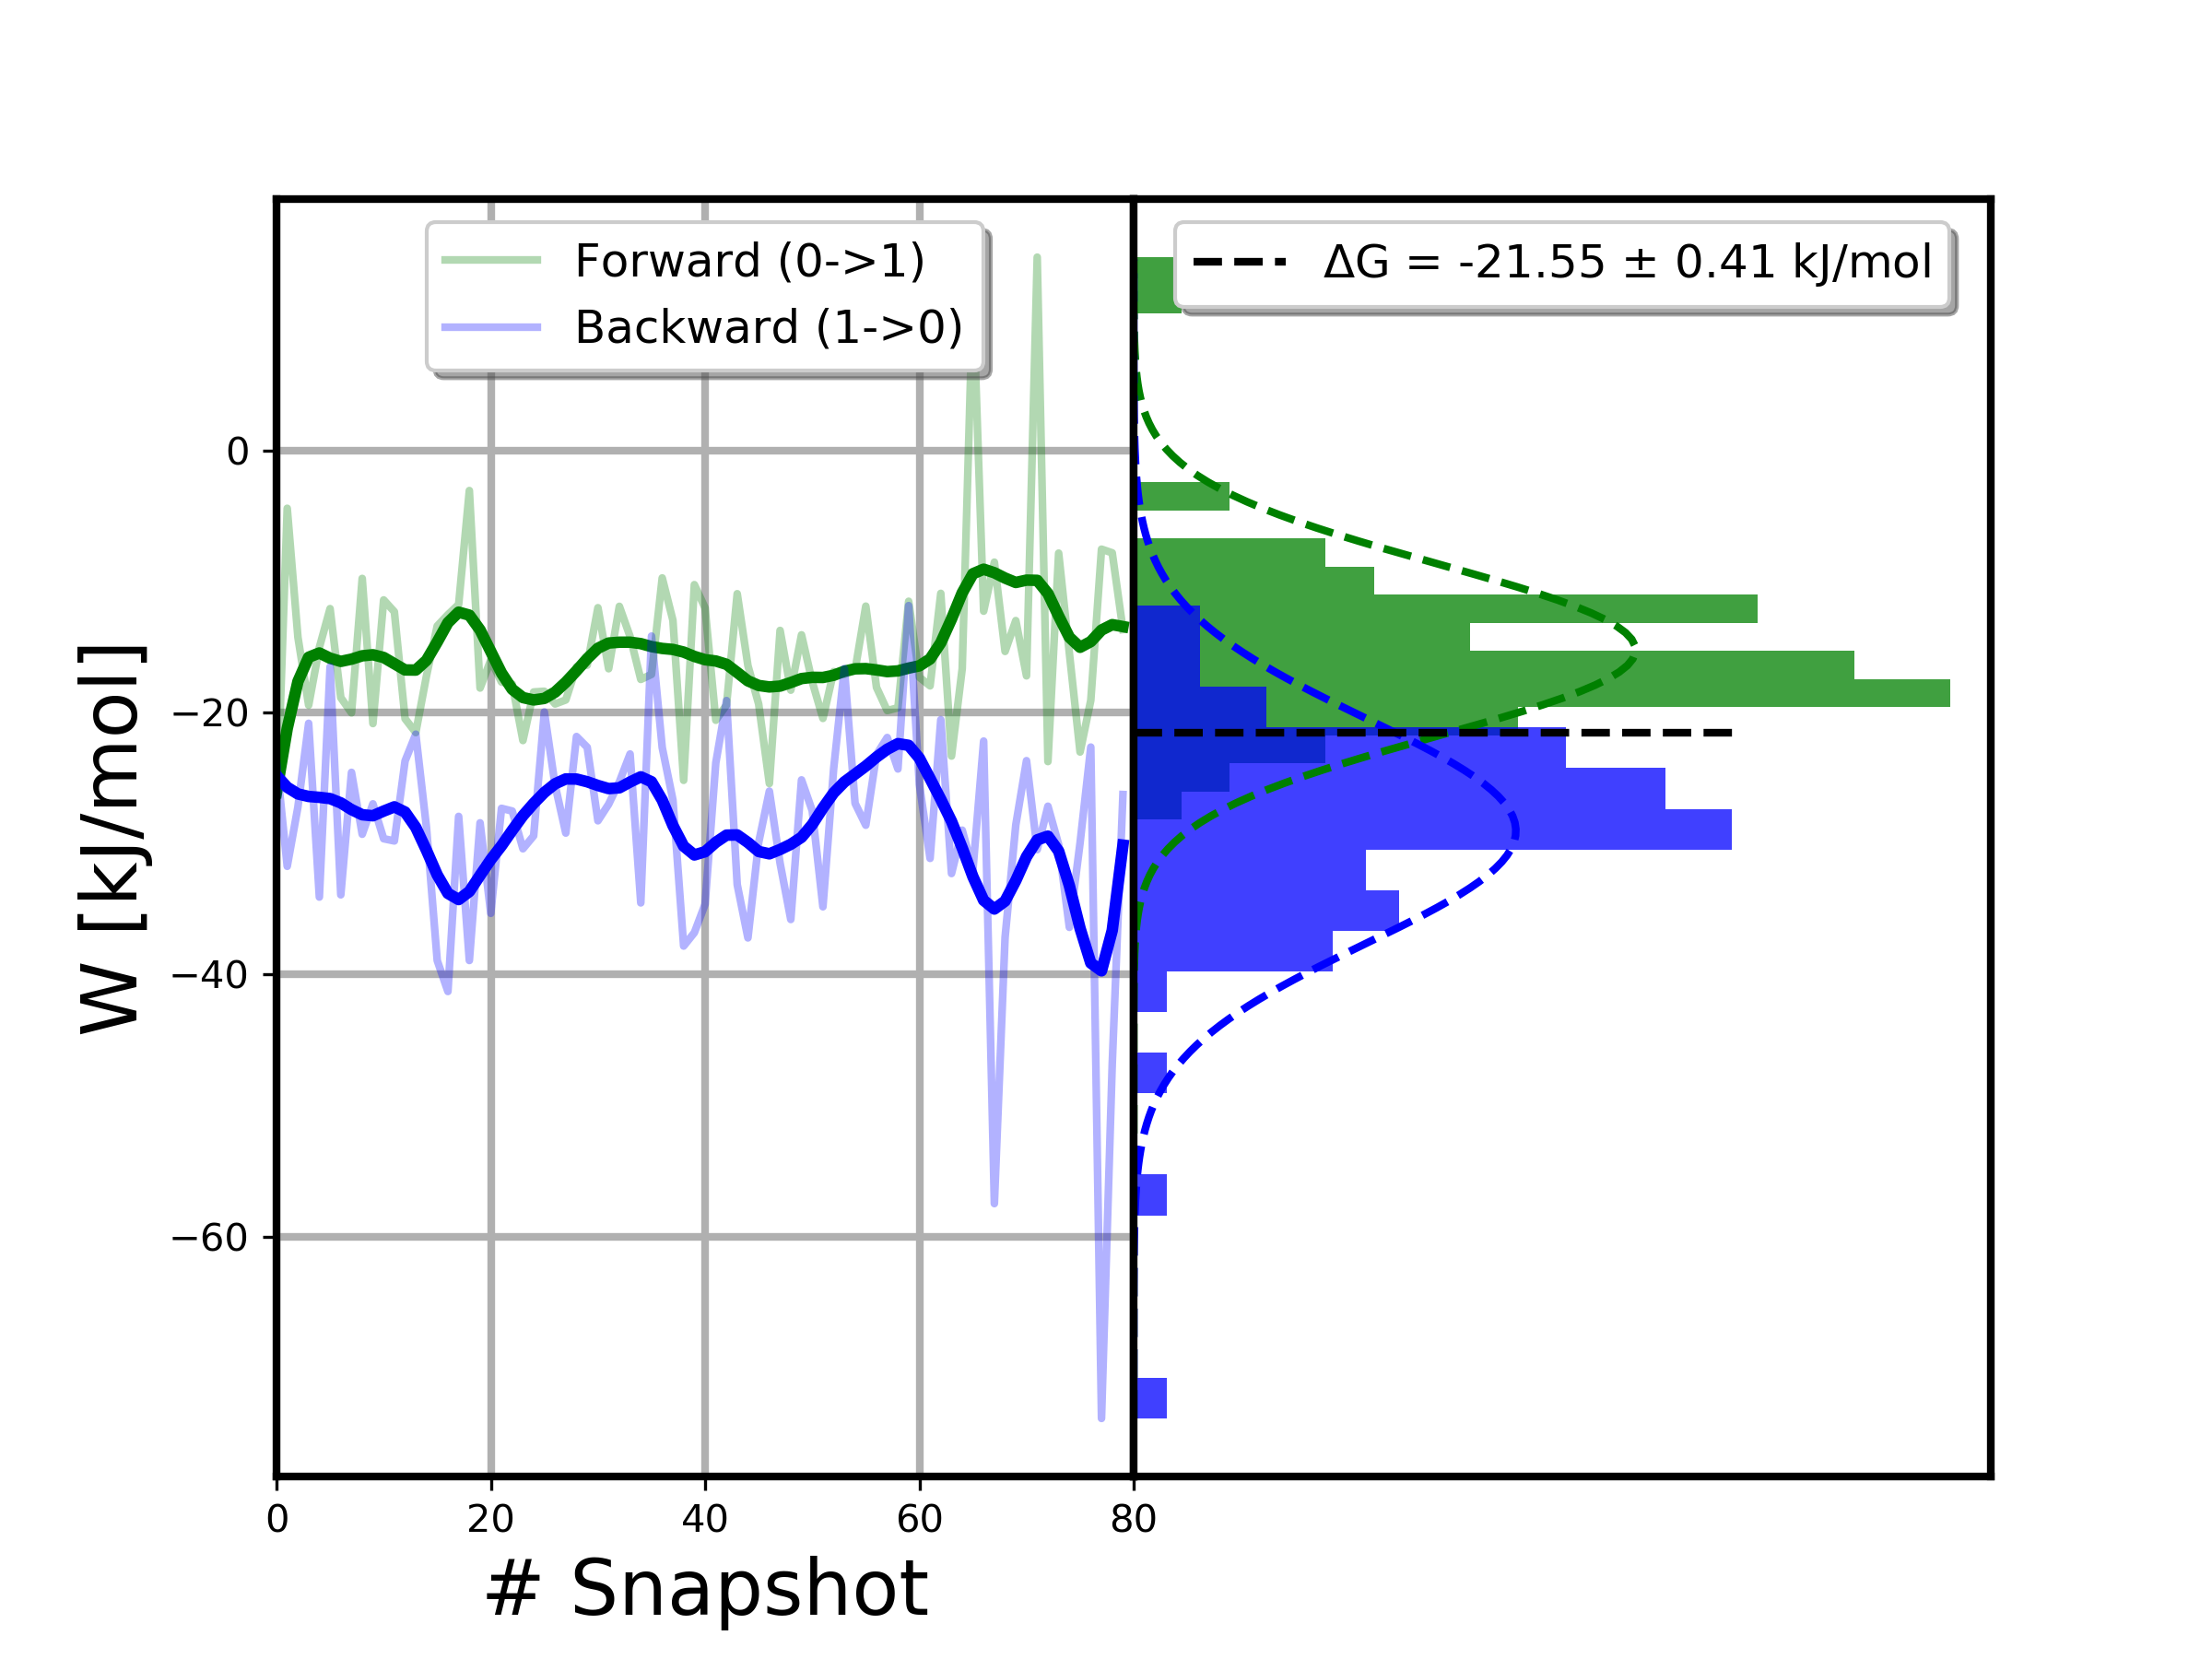 Forward (0->1)
Backward (1->0)
ΔG = -21.55 ± 0.41 kJ/mol
W [kJ/mol]
0
−20
−40
−60
0 20 40 60 80
# Snapshot